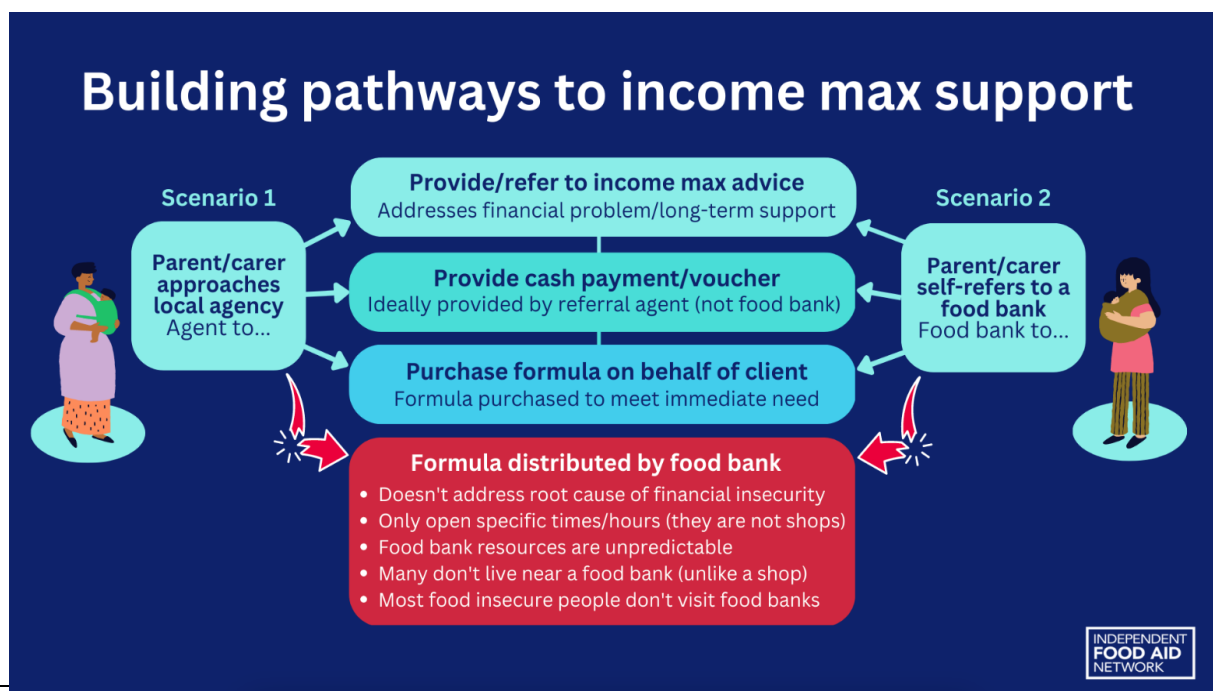 Building pathways to income max support
Scenario 1
Parent/carer
approaches
local agency
Agent to...
Provide/refer to income max advice
Addresses financial problem/long-term support
Provide cash payment/voucher
Ideally provided by referral agent (not food bank)
Purchase formula on behalf of client
Formula purchased to meet immediate need
Scenario 2
Parent/carer
self-refers to a
food bank
Food bank to...
Formula distributed by food bank
• Doesn't address root cause of financial insecurity
• Only open specific times/hours (they are not shops)
• Food bank resources are unpredictable
• Many don't live near a food bank (unlike a shop)
• Most food insecure people don't visit food banks
INDEPENDENT
FOOD AID
NETWORK